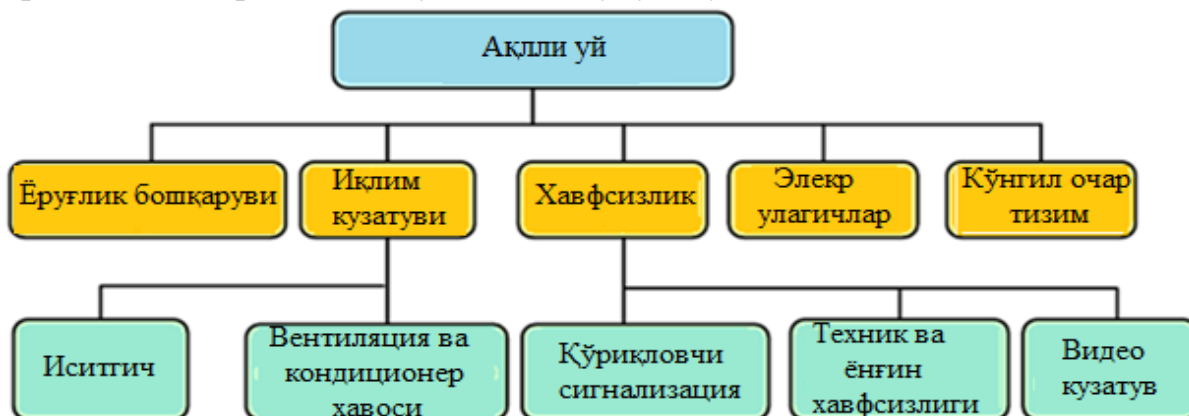 Ақлли уй
Ёруғлик бошқаруви
Иқлим
кузатуви
Хавфсизлик
Элекр
улагичлар
Кўнгил очар
тизим
Иситгич
Вентиляция ва
кондиционер
хавоси
Қўриқловчи
сигнализация
Техник ва
ёнғин
хавфсизлиги
Видео
кузатув